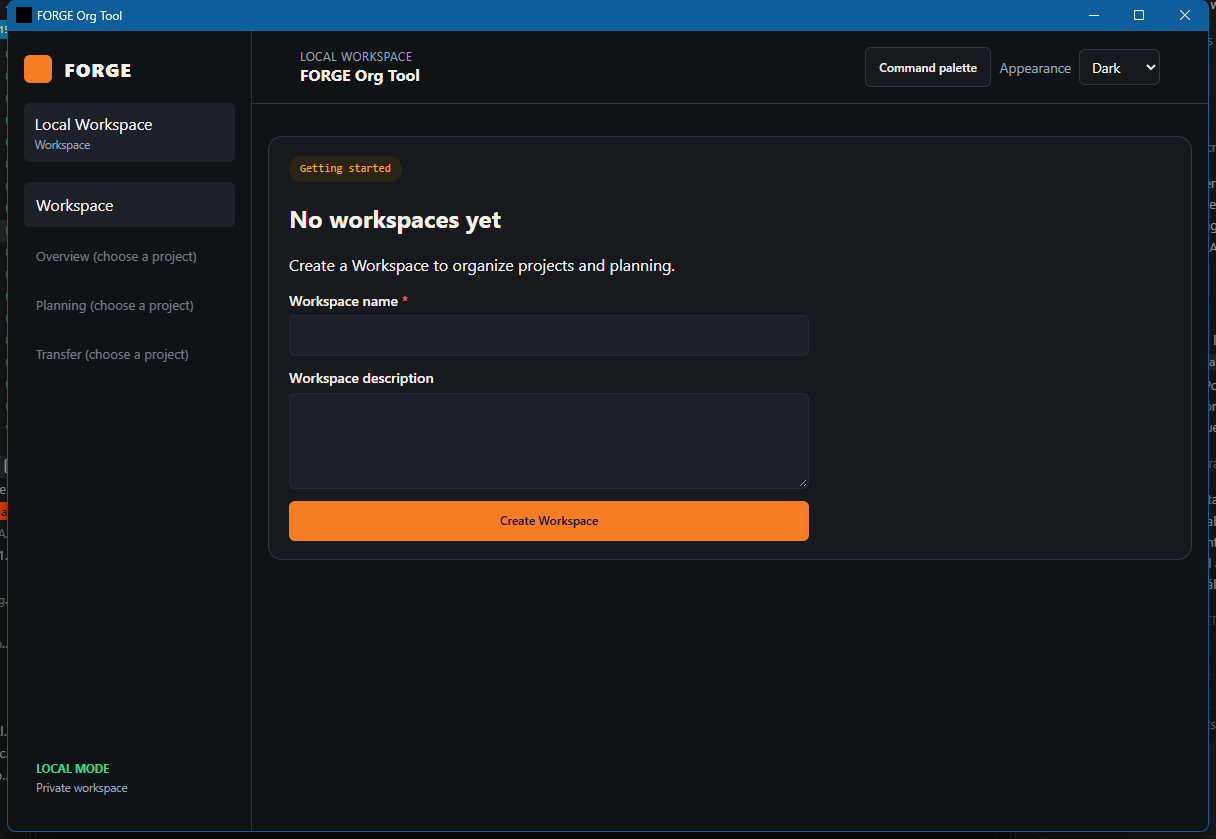 FORGE Org Tool
FORGE
Local Workspace
Workspace
Workspace
Overview (choose a project)
Planning (choose a project)
Transfer (choose a project)
LOCAL MODE
Private workspace
LOCAL WORKSPACE
FORGE Org Tool
Command palette
Appearance
Dark
Getting started
No workspaces yet
Create a Workspace to organize projects and planning.
Workspace name *
Workspace description
Create Workspace